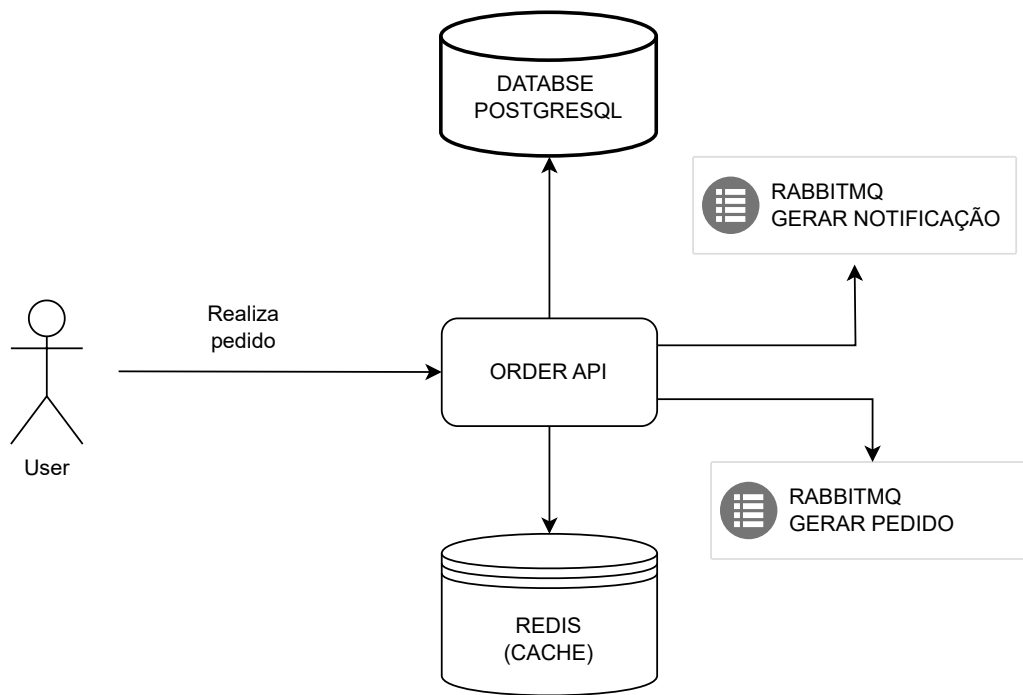 DATABSE
POSTGRESQL
RABBITMQ
GERAR NOTIFICAÇÃO
Realiza
pedido
ORDER API
User
RABBITMQ
GERAR PEDIDO
REDIS
(CACHE)